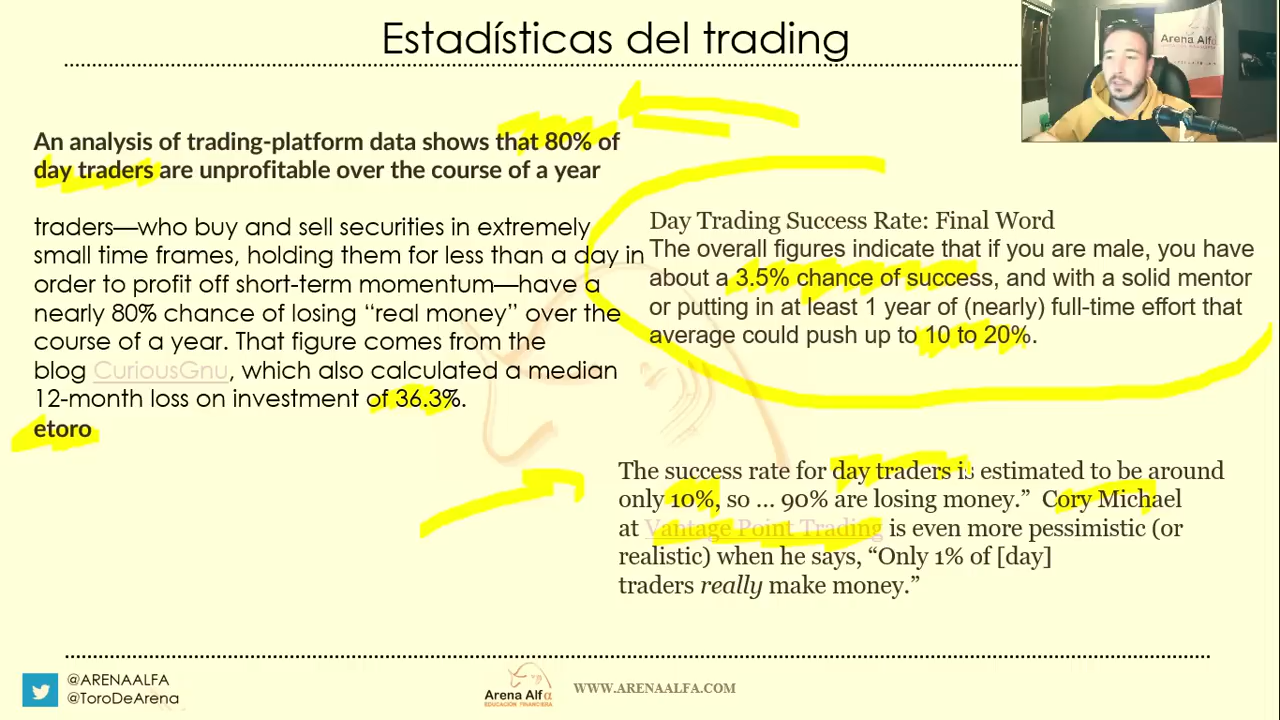 Estadísticas del trading
Arena Alfα
An analysis of trading-platform data shows that 80% of
day traders are unprofitable over the course of a year
traders—who buy and sell securities in extremely
small time frames, holding them for less than a day in
order to profit off short-term momentum—have a
nearly 80% chance of losing “real money” over the
course of a year. That figure comes from the
blog CuriousGnu, which also calculated a median
12-month loss on investment of 36.3%.
etoro
Day Trading Success Rate: Final Word
The overall figures indicate that if you are male, you have
about a 3.5% chance of success, and with a solid mentor
or putting in at least 1 year of (nearly) full-time effort that
average could push up to 10 to 20%.
The success rate for day traders is estimated to be around
only 10%, so … 90% are losing money.” Cory Michael
at Vantage Point Trading is even more pessimistic (or
realistic) when he says, “Only 1% of [day]
traders really make money.”
@ARENAALFA
@ToroDeArena
Arena Alfα
EDUCACIÓN FINANCIERA
WWW.ARENAALFA.COM